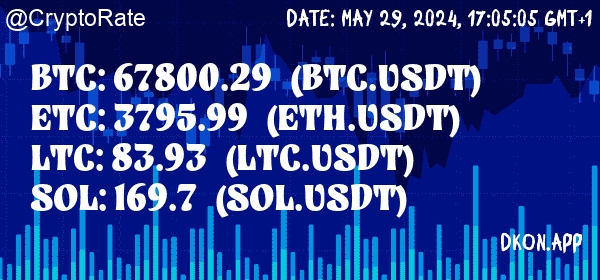 @CryptoRate
DATE: MAY 29, 2024, 17:05:05 GMT+1
BTC: 67800.29 (BTC.USDT)
ETC: 3795.99 (ETH.USDT)
LTC: 83.93 (LTC.USDT)
SOL: 169.7 (SOL.USDT)
DKON.APP